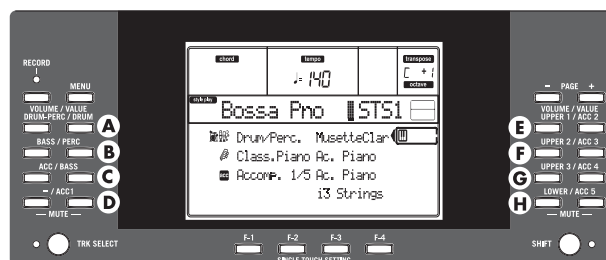 RECORD
MENU
VOLUME / VALUE
DRUM-PERC / DRUM
A
BASS / PERC
B
ACC / BASS
C
– / ACC1
D
MUTE
TRK SELECT
chord
tempo
♩= 140
transpose
[ +1
octave
style play
Bossa Pno
STS1
Drum/Perc. MusetteClar
Class.Piano Ac. Piano
ACC Accomp. 1/5 Ac. Piano
i3 Strings
F-1 F-2 F-3 F-4
SINGLE TOUCH SETTING
– PAGE +
VOLUME / VALUE
UPPER 1 / ACC 2
E
UPPER 2 / ACC 3
F
UPPER 3 / ACC 4
G
LOWER / ACC 5
H
MUTE
SHIFT